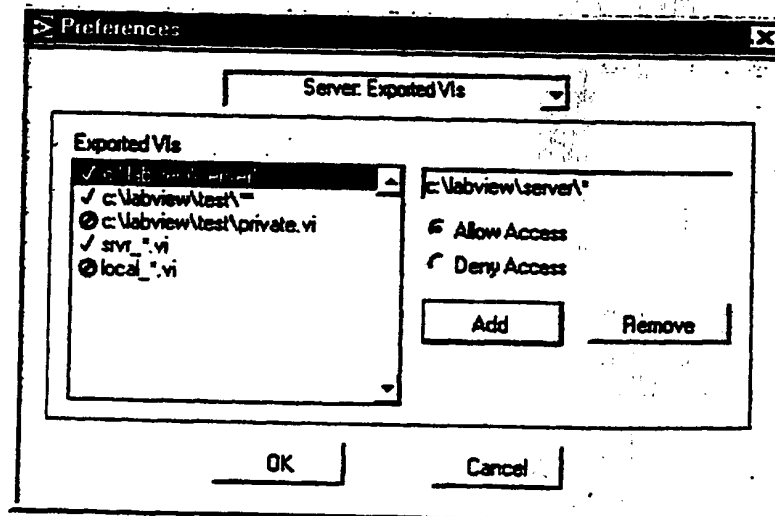 Preferences
Server: Exported VIs
Exported VIs
✓ c:\labview\test\**
c:\labview\test\private.vi
✓ srvr_*.vi
local_*.vi
c:\labview\server\*
Allow Access
Deny Access
Add
Remove
OK
Cancel